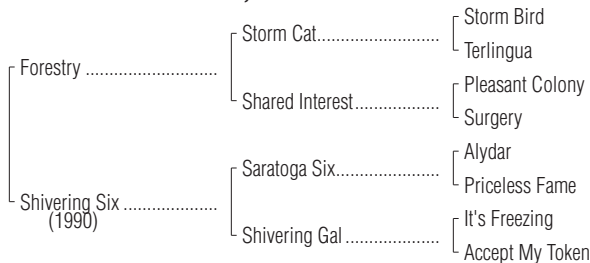 Storm Bird
Storm Cat....................
Terlingua
Forestry ............................
Pleasant Colony
Shared Interest..................
Surgery
Alydar
Saratoga Six......................
Priceless Fame
Shivering Six ....................
(1990)
It's Freezing
Shivering Gal ....................
Accept My Token